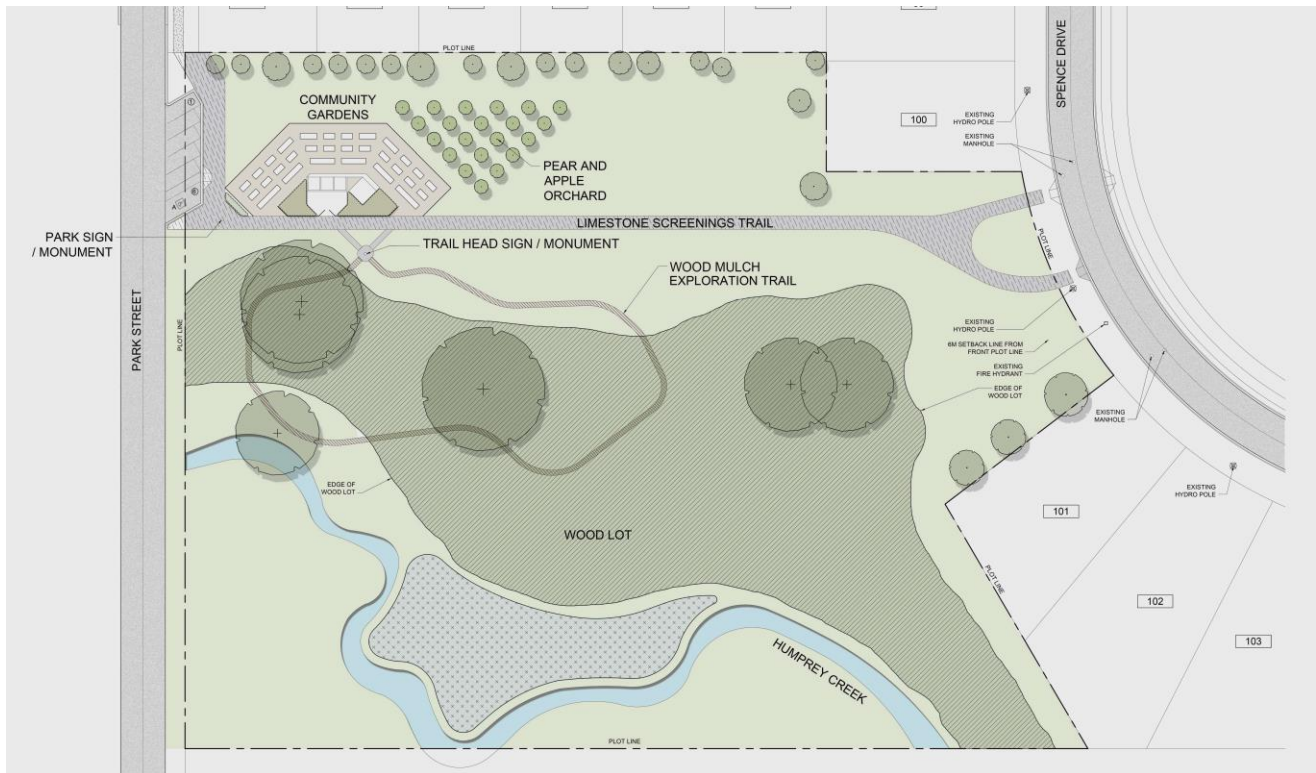 PLOT LINE
COMMUNITY
GARDENS
PEAR AND
APPLE
ORCHARD
100
EXISTING
HYDRO POLE
EXISTING
MANHOLE
SPENCE DRIVE
LIMESTONE SCREENINGS TRAIL
PARK SIGN
/ MONUMENT
TRAIL HEAD SIGN / MONUMENT
WOOD MULCH
EXPLORATION TRAIL
PLOT LINE
PARK STREET
PLOT LINE
EXISTING
HYDRO POLE
6M SETBACK LINE FROM
FRONT PLOT LINE
EXISTING
FIRE HYDRANT
EDGE OF
WOOD LOT
EXISTING
MANHOLE
EXISTING
HYDRO POLE
EDGE OF
WOOD LOT
WOOD LOT
101
PLOT LINE
102
103
HUMPREY CREEK
PLOT LINE